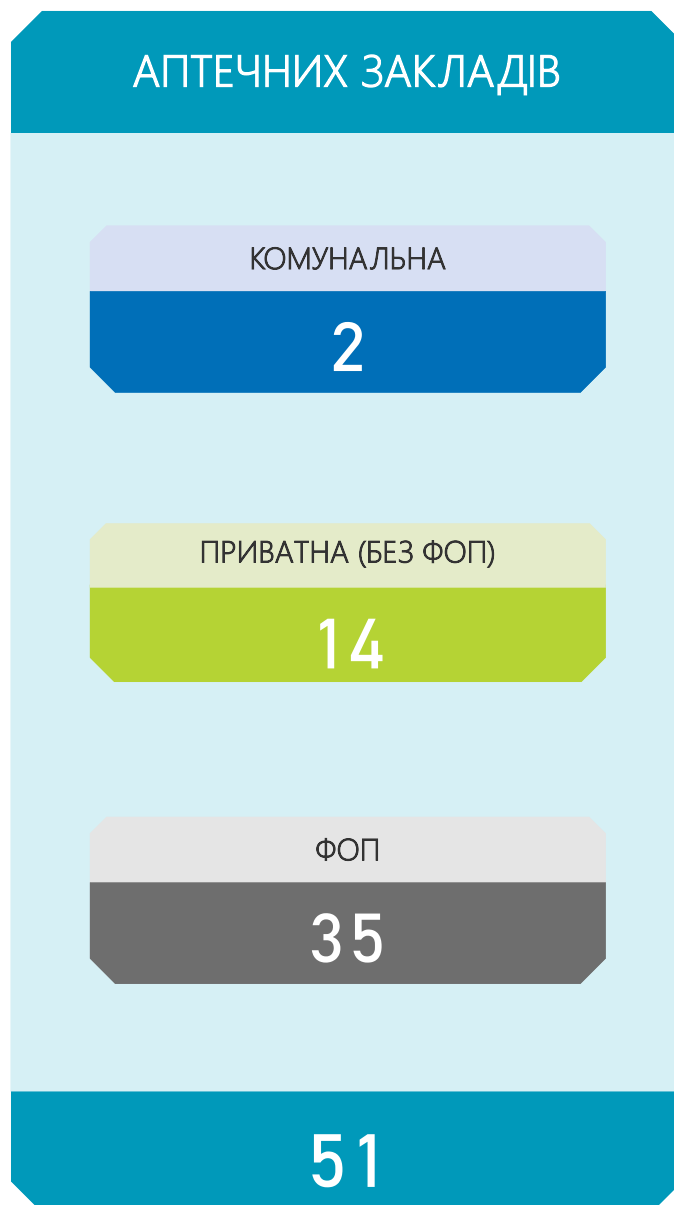 АПТЕЧНИХ ЗАКЛАДІВ
КОМУНАЛЬНА
2
ПРИВАТНА (БЕЗ ФОП)
14
ФОП
35
51